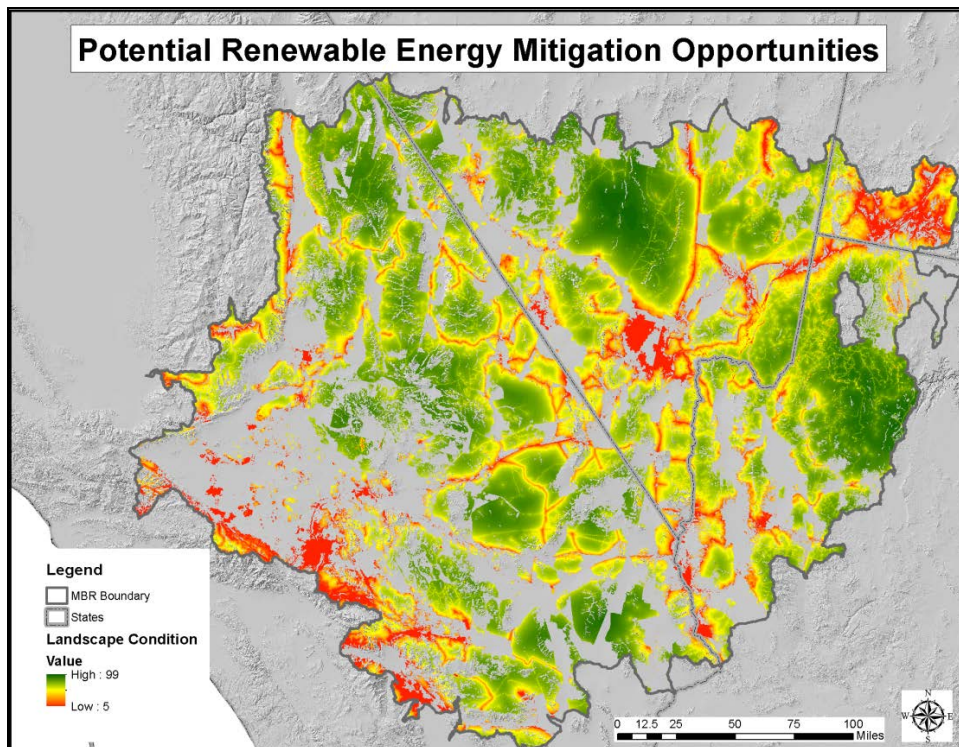 Potential Renewable Energy Mitigation Opportunities
Legend
MBR Boundary
States
Landscape Condition
Value
High : 99
Low : 5
N
W E
S
0 12.5 25 50 75 100
Miles